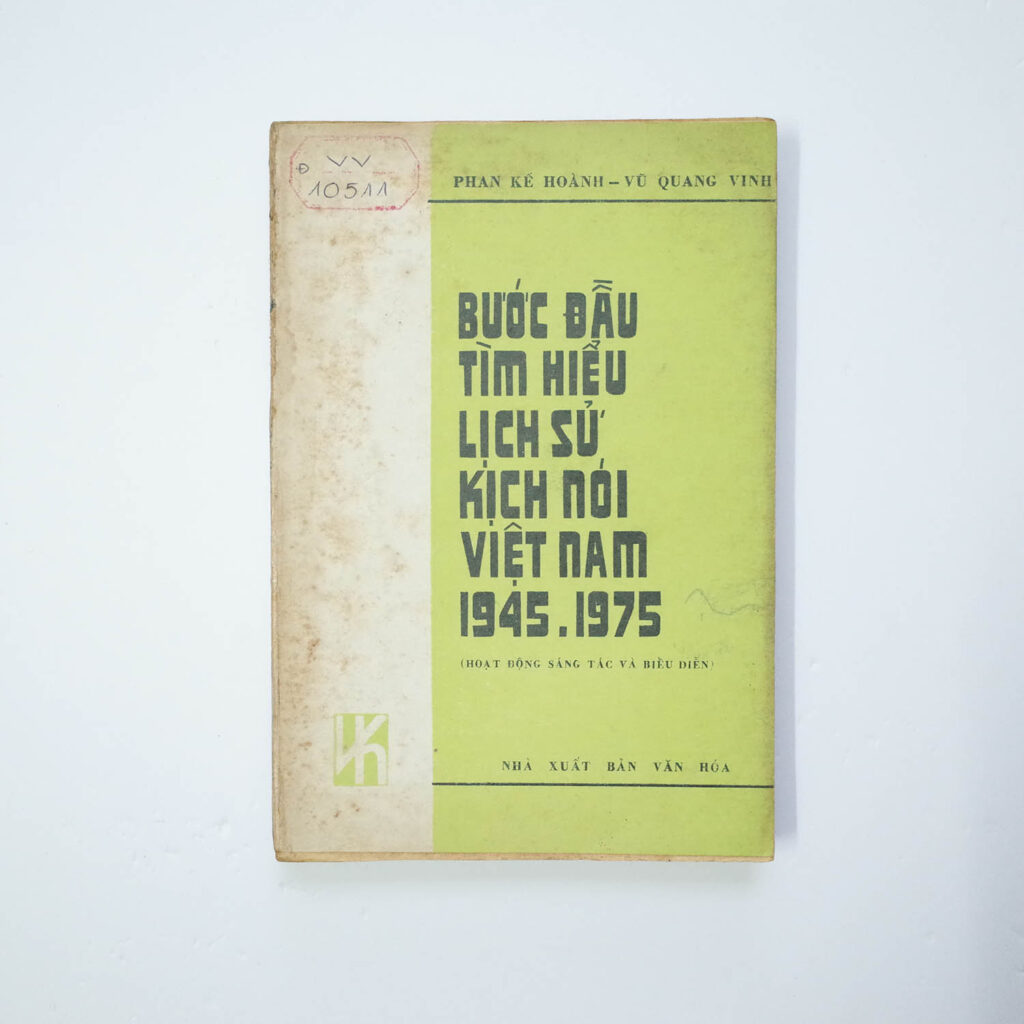 Đ VV
10511
PHAN KẾ HOÀNH – VŨ QUANG VINH
BƯỚC ĐẦU
TÌM HIỂU
LỊCH SỬ
KỊCH NÓI
VIỆT NAM
1945.1975
(HOẠT ĐỘNG SÁNG TÁC VÀ BIỂU DIỄN)
VH
NHÀ XUẤT BẢN VĂN HÓA